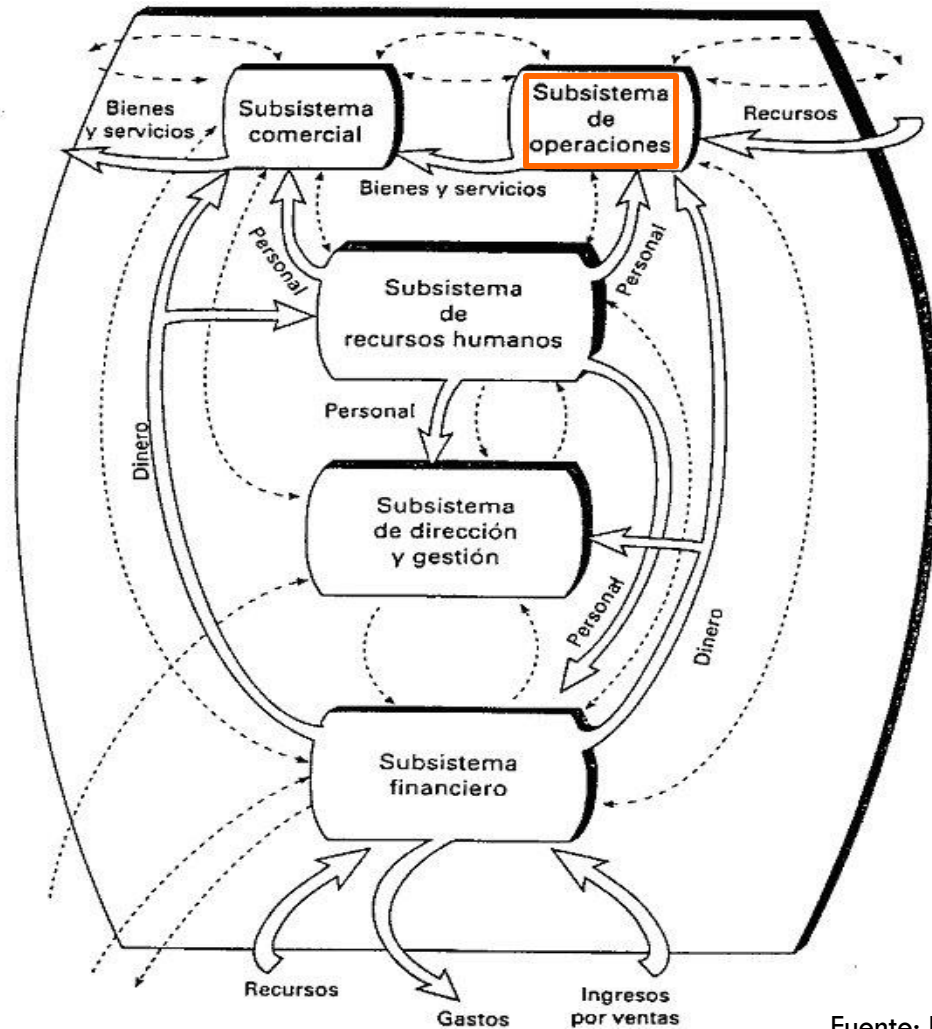 Bienes
y servicios
Subsistema
comercial
Subsistema
de
operaciones
Recursos
Bienes y servicios
Personal
Personal
Subsistema
de
recursos humanos
Personal
Dinero
Subsistema
de dirección
y gestión
Personal
Dinero
Subsistema
financiero
Recursos
Gastos
Ingresos
por ventas
Fuente: